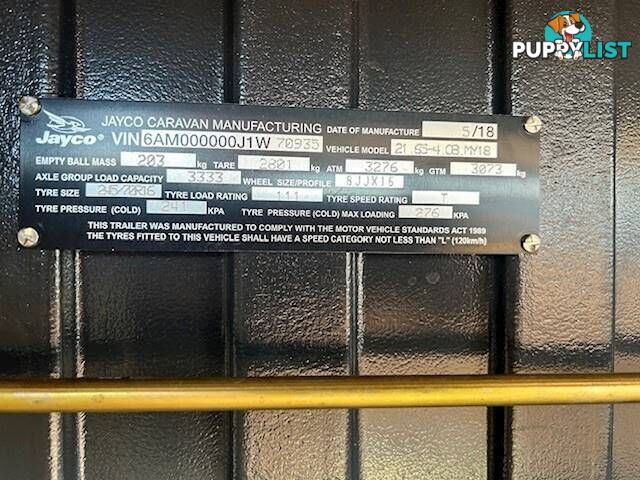 PUPPYLIST
Jayco®
JAYCO CARAVAN MANUFACTURING DATE OF MANUFACTURE 5/18
VIN 6AM000000J1W 70935 VEHICLE MODEL 21.65-4.OB.MY18
EMPTY BALL MASS 203 kg TARE 2801 kg ATM 3276 kg GTM 3073 kg
AXLE GROUP LOAD CAPACITY 3333 WHEEL SIZE/PROFILE 8JJX16
TYRE SIZE 245/70R16 TYRE LOAD RATING 111 TYRE SPEED RATING T
TYRE PRESSURE (COLD) 241 KPA TYRE PRESSURE (COLD) MAX LOADING 276 KPA
THIS TRAILER WAS MANUFACTURED TO COMPLY WITH THE MOTOR VEHICLE STANDARDS ACT 1989
THE TYRES FITTED TO THIS VEHICLE SHALL HAVE A SPEED CATEGORY NOT LESS THAN "L" (120km/h)